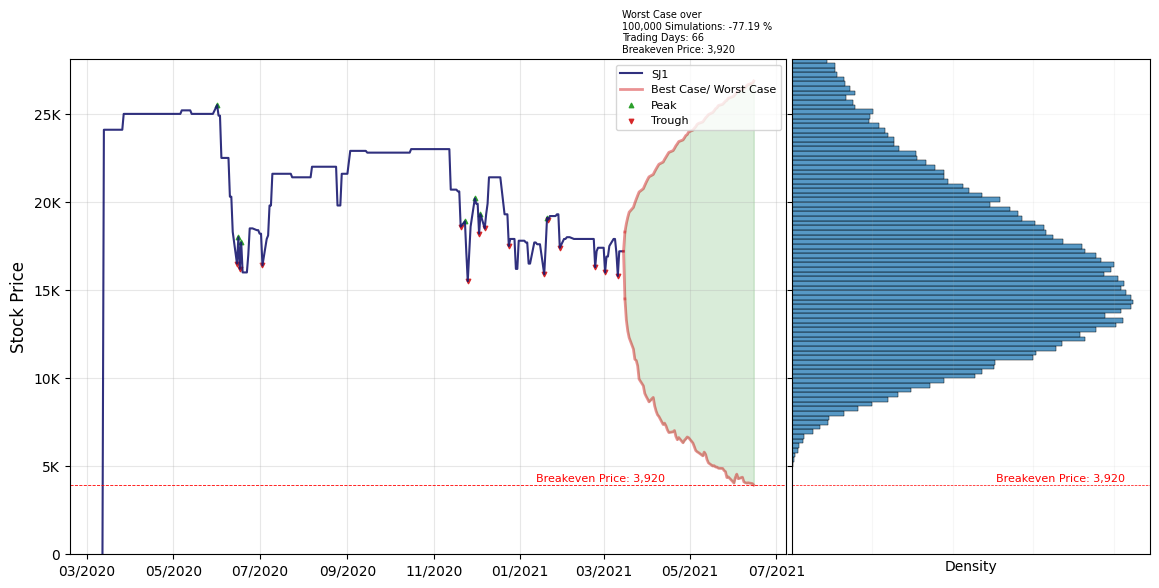 Worst Case over
100,000 Simulations: -77.19 %
Trading Days: 66
Breakeven Price: 3,920
SJ1
Best Case/ Worst Case
Peak
Trough
Stock Price
25K
20K
15K
10K
5K
0
Breakeven Price: 3,920
Breakeven Price: 3,920
03/2020 05/2020 07/2020 09/2020 11/2020 01/2021 03/2021 05/2021 07/2021
Density